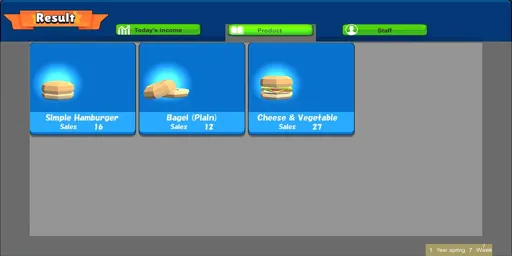 Result
Today's Income
Product
Staff
Simple Hamburger
Sales 16
Bagel (Plain)
Sales 12
Cheese & Vegetable
Sales 27
1 Year spring 7 Week